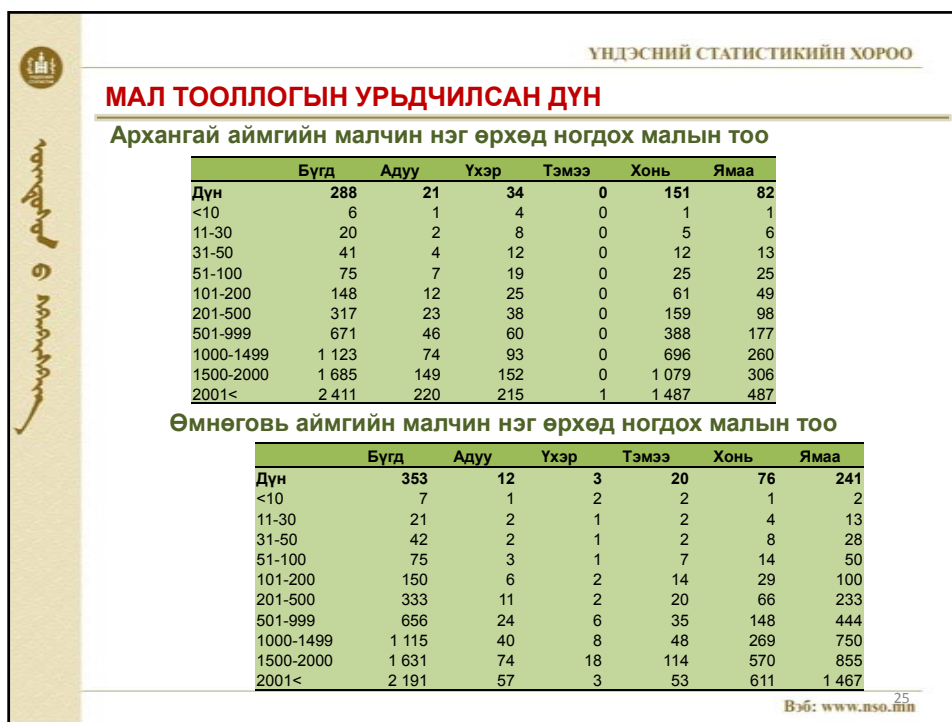 ҮНДЭСНИЙ СТАТИСТИКИЙН ХОРОО
МАЛ ТООЛЛОГЫН УРЬДЧИЛСАН ДҮН
Архангай аймгийн малчин нэг өрхөд ногдох малын тоо
Бүгд Адуу Үхэр Тэмээ Хонь Ямаа
Дүн 288 21 34 0 151 82
<10 6 1 4 0 1 1
11-30 20 2 8 0 5 6
31-50 41 4 12 0 12 13
51-100 75 7 19 0 25 25
101-200 148 12 25 0 61 49
201-500 317 23 38 0 159 98
501-999 671 46 60 0 388 177
1000-1499 1 123 74 93 0 696 260
1500-2000 1 685 149 152 0 1 079 306
2001< 2 411 220 215 1 1 487 487
Өмнөговь аймгийн малчин нэг өрхөд ногдох малын тоо
Бүгд Адуу Үхэр Тэмээ Хонь Ямаа
Дүн 353 12 3 20 76 241
<10 7 1 2 2 1 2
11-30 21 2 1 2 4 13
31-50 42 2 1 2 8 28
51-100 75 3 1 7 14 50
101-200 150 6 2 14 29 100
201-500 333 11 2 20 66 233
501-999 656 24 6 35 148 444
1000-1499 1 115 40 8 48 269 750
1500-2000 1 631 74 18 114 570 855
2001< 2 191 57 3 53 611 1 467
25
Вэб: www.nso.mn